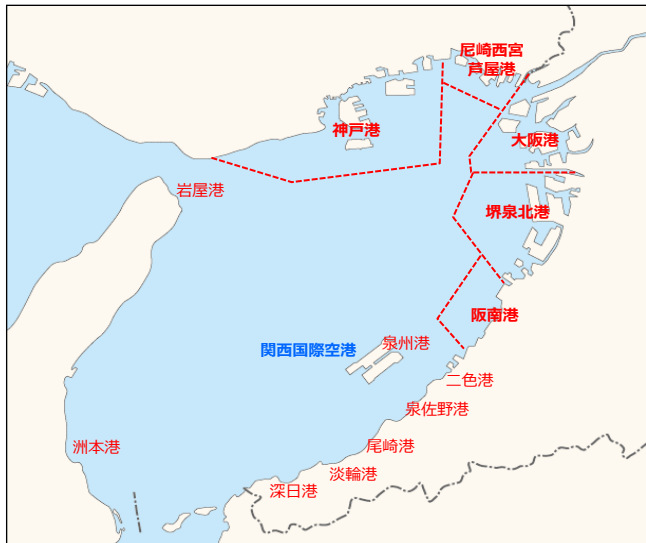 尼崎西宮
芦屋港
神戸港
大阪港
岩屋港
堺泉北港
阪南港
関西国際空港
泉州港
二色港
泉佐野港
洲本港
尾崎港
淡輪港
深日港